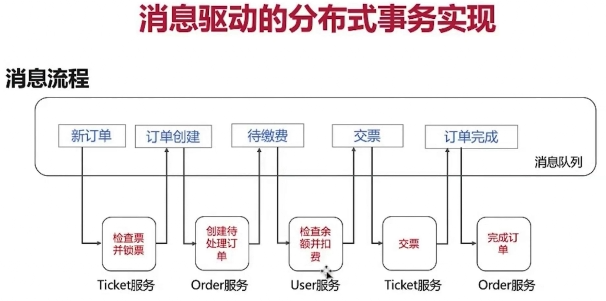 消息驱动的分布式事务实现
消息流程
新订单
订单创建
待缴费
交票
订单完成
消息队列
检查票
并锁票
创建待
处理订
单
检查余
额并扣
费
交票
完成订
单
Ticket服务
Order服务
User服务
Ticket服务
Order服务